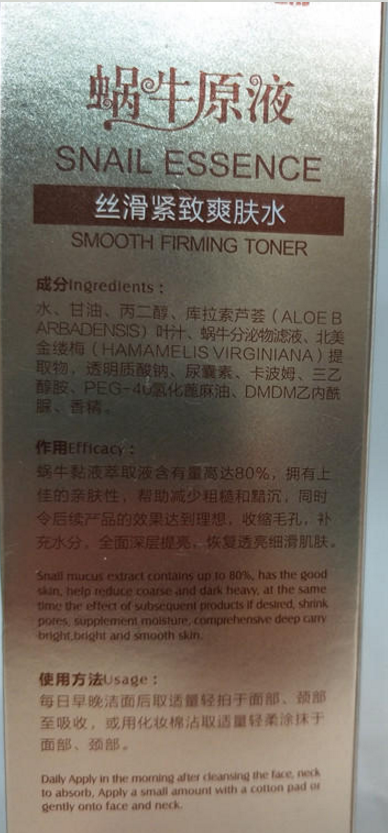 蜗牛原液
SNAIL ESSENCE
丝滑紧致爽肤水
SMOOTH FIRMING TONER
成分Ingredients：
水、甘油、丙二醇、库拉索芦荟（ALOE B
ARBADENSIS）叶汁、蜗牛分泌物滤液、北美
金缕梅（HAMAMELIS VIRGINIANA）提
取物、透明质酸钠、尿囊素、卡波姆、三乙
醇胺、PEG-40氢化蓖麻油、DMDM乙内酰
脲、香精。
作用Efficacy：
蜗牛黏液萃取液含有量高达80%，拥有上
佳的亲肤性，帮助减少粗糙和黯沉，同时
令后续产品的效果达到理想，收缩毛孔，补
充水分。全面深层提亮，恢复透亮细滑肌肤。
Snail mucus extract contains up to 80%, has the good
skin, help reduce coarse and dark heavy, at the same
time the effect of subsequent products if desired, shrink
pores, supplement moisture, comprehensive deep carry
bright,bright and smooth skin.
使用方法Usage：
每日早晚洁面后取适量轻拍于面部、颈部
至吸收，或用化妆棉沾取适量轻柔涂抹于
面部、颈部。
Daily Apply in the morning after cleansing the face, neck
to absorb, Apply a small amount with a cotton pad or
gently onto face and neck.